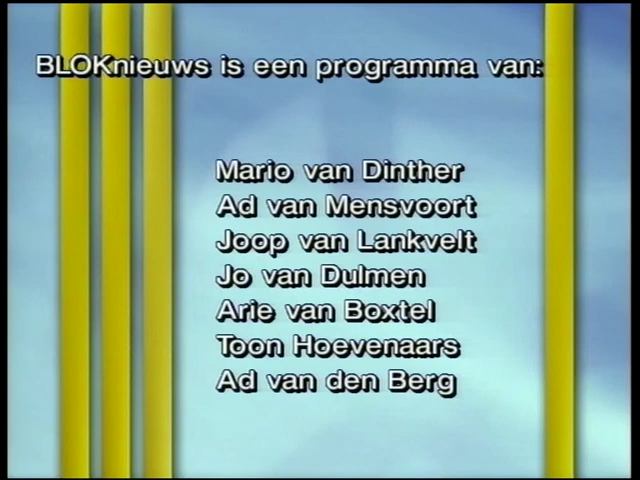 BLOKnieuws is een programma van:
Mario van Dinther
Ad van Mensvoort
Joop van Lankvelt
Jo van Dulmen
Arie van Boxtel
Toon Hoevenaars
Ad van den Berg